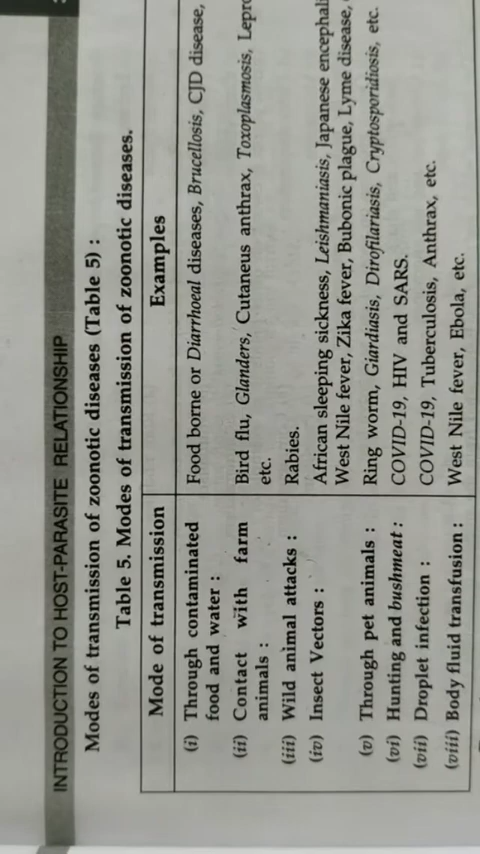 INTRODUCTION TO HOST-PARASITE RELATIONSHIP
Modes of transmission of zoonotic diseases (Table 5) :
Table 5. Modes of transmission of zoonotic diseases.
Mode of transmission Examples
(i) Through contaminated Food borne or Diarrhoeal diseases, Brucellosis, CJD disease,
food and water :
(ii) Contact with farm Bird flu, Glanders, Cutaneus anthrax, Toxoplasmosis,
animals : etc.
(iii) Wild animal attacks : Rabies.
(iv) Insect Vectors : African sleeping sickness, Leishmaniasis, Japanese
West Nile fever, Zika fever, Bubonic plague, Lyme disease,
(v) Through pet animals : Ring worm, Giardiasis, Dirofilariasis, Cryptosporidiosis, etc.
(vi) Hunting and bushmeat : COVID-19, HIV and SARS.
(vii) Droplet infection : COVID-19, Tuberculosis, Anthrax, etc.
(viii) Body fluid transfusion : West Nile fever, Ebola, etc.